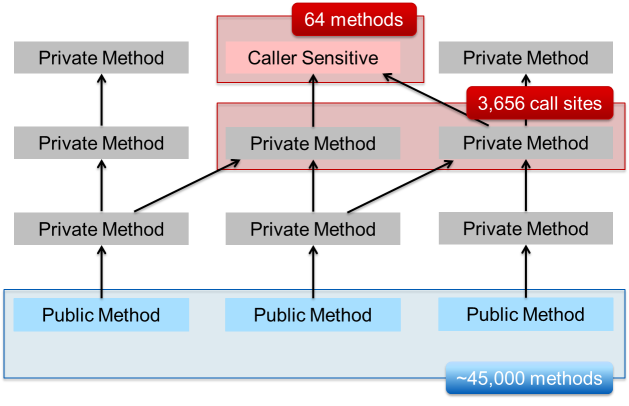 64 methods
Private Method
Caller Sensitive
Private Method
3,656 call sites
Private Method
Private Method
Private Method
Private Method
Private Method
Private Method
Public Method
Public Method
Public Method
~45,000 methods